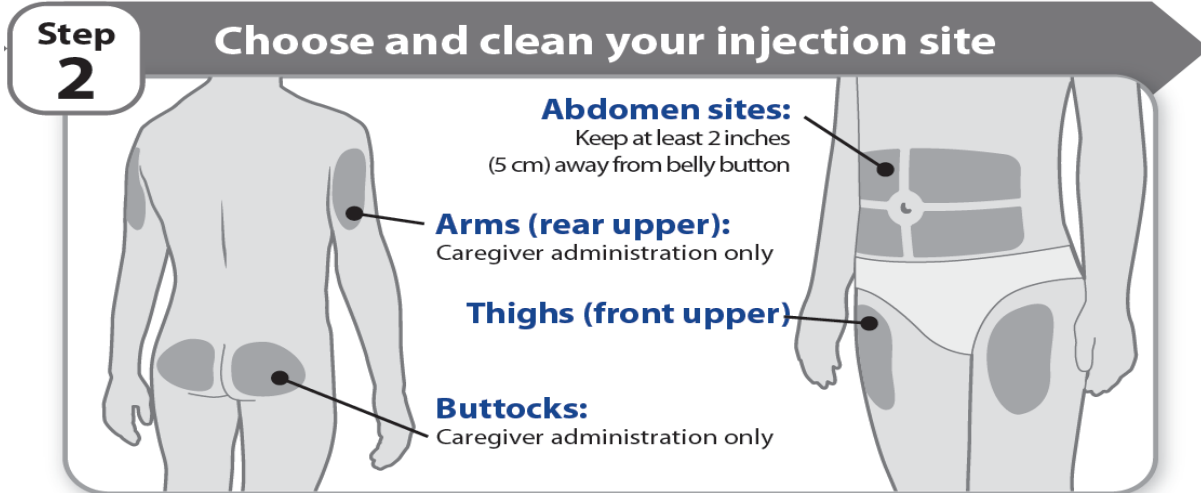 Step
2
Choose and clean your injection site
Abdomen sites:
Keep at least 2 inches
(5 cm) away from belly button
Arms (rear upper):
Caregiver administration only
Thighs (front upper)
Buttocks:
Caregiver administration only